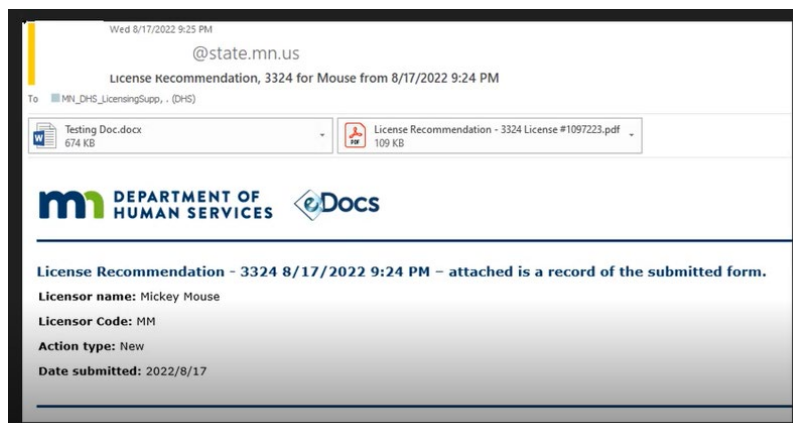 Wed 8/17/2022 9:25 PM
@state.mn.us
License Recommendation, 3324 for Mouse from 8/17/2022 9:24 PM
To MN_DHS_LicensingSupp, . (DHS)
Testing Doc.docx
674 KB
License Recommendation - 3324 License #1097223.pdf
109 KB
W
PDF
mn DEPARTMENT OF
HUMAN SERVICES
eDocs
License Recommendation - 3324 8/17/2022 9:24 PM – attached is a record of the submitted form.
Licensor name: Mickey Mouse
Licensor Code: MM
Action type: New
Date submitted: 2022/8/17